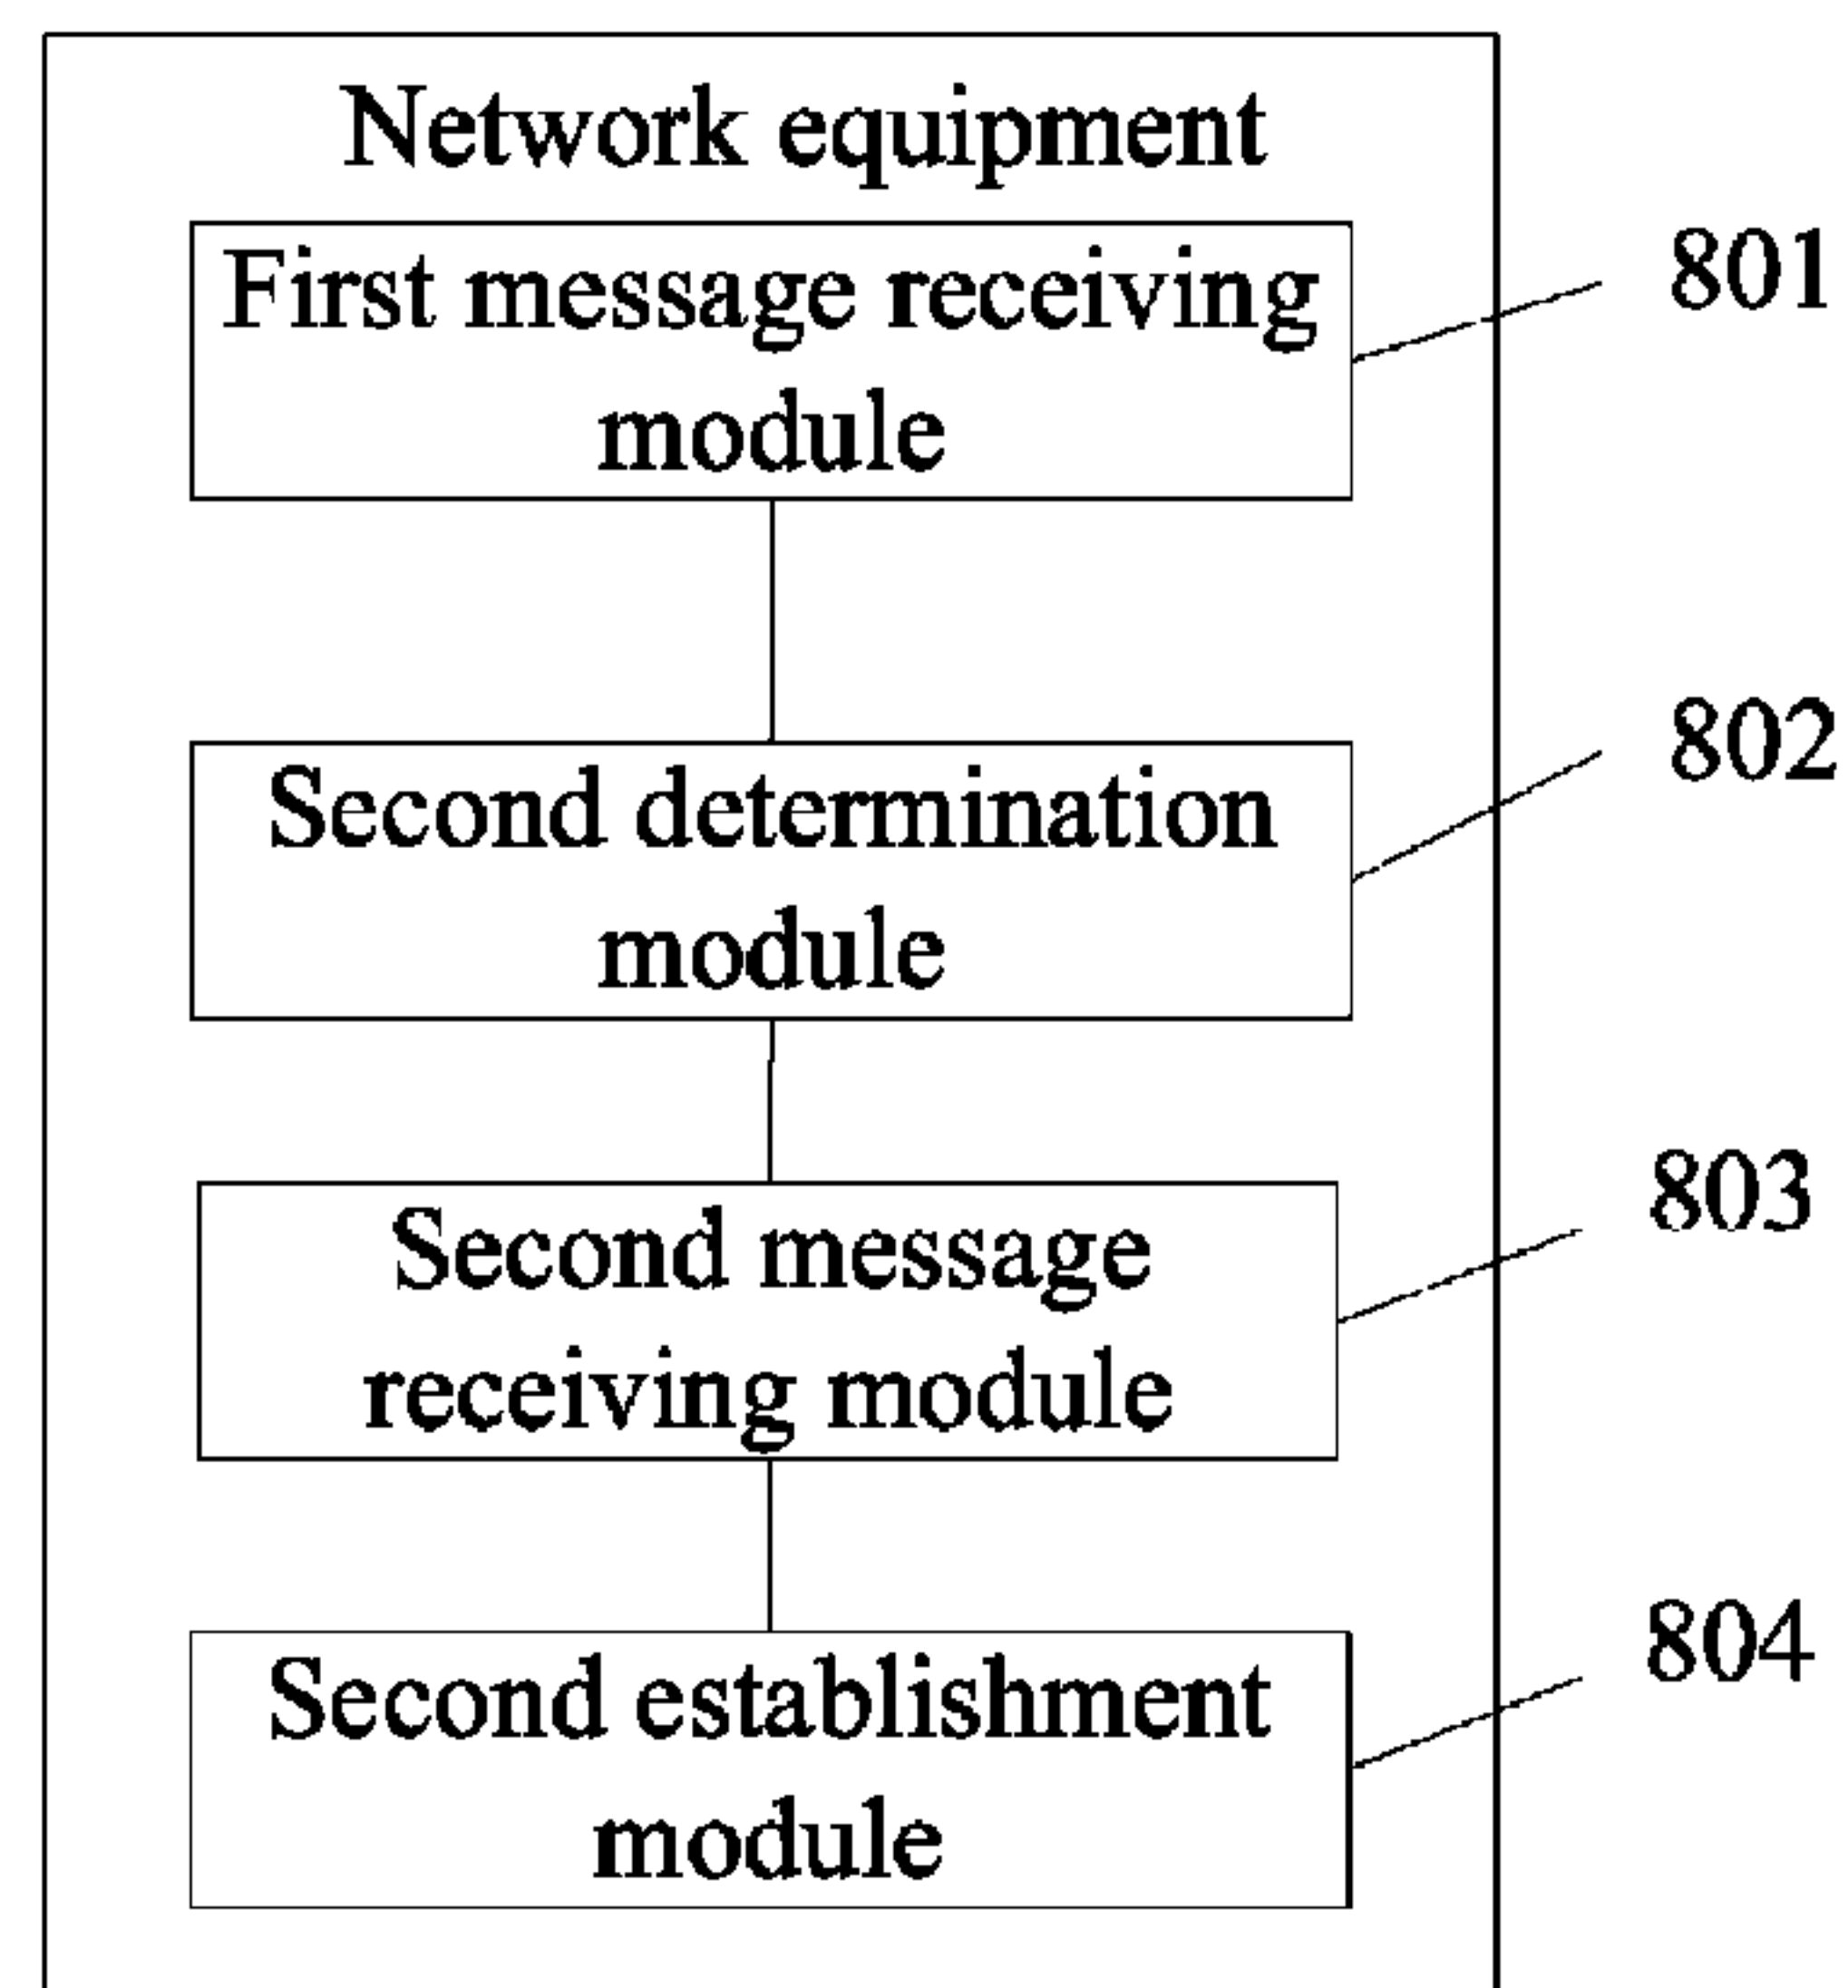 Network equipment
First message receiving
module
801
Second determination
module
802
Second message
receiving module
803
Second establishment
module
804